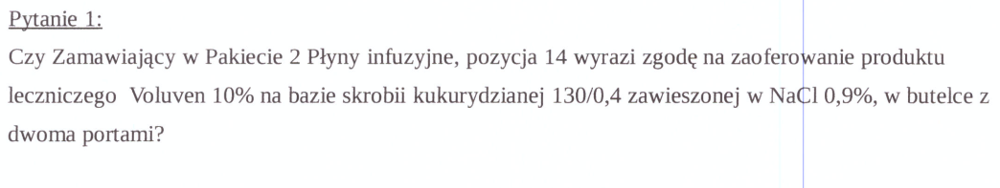 Pytanie 1:
Czy Zamawiający w Pakiecie 2 Płyny infuzyjne, pozycja 14 wyrazi zgodę na zaoferowanie produktu
leczniczego Voluven 10% na bazie skrobii kukurydzianej 130/0,4 zawieszonej w NaCl 0,9%, w butelce z
dwoma portami?